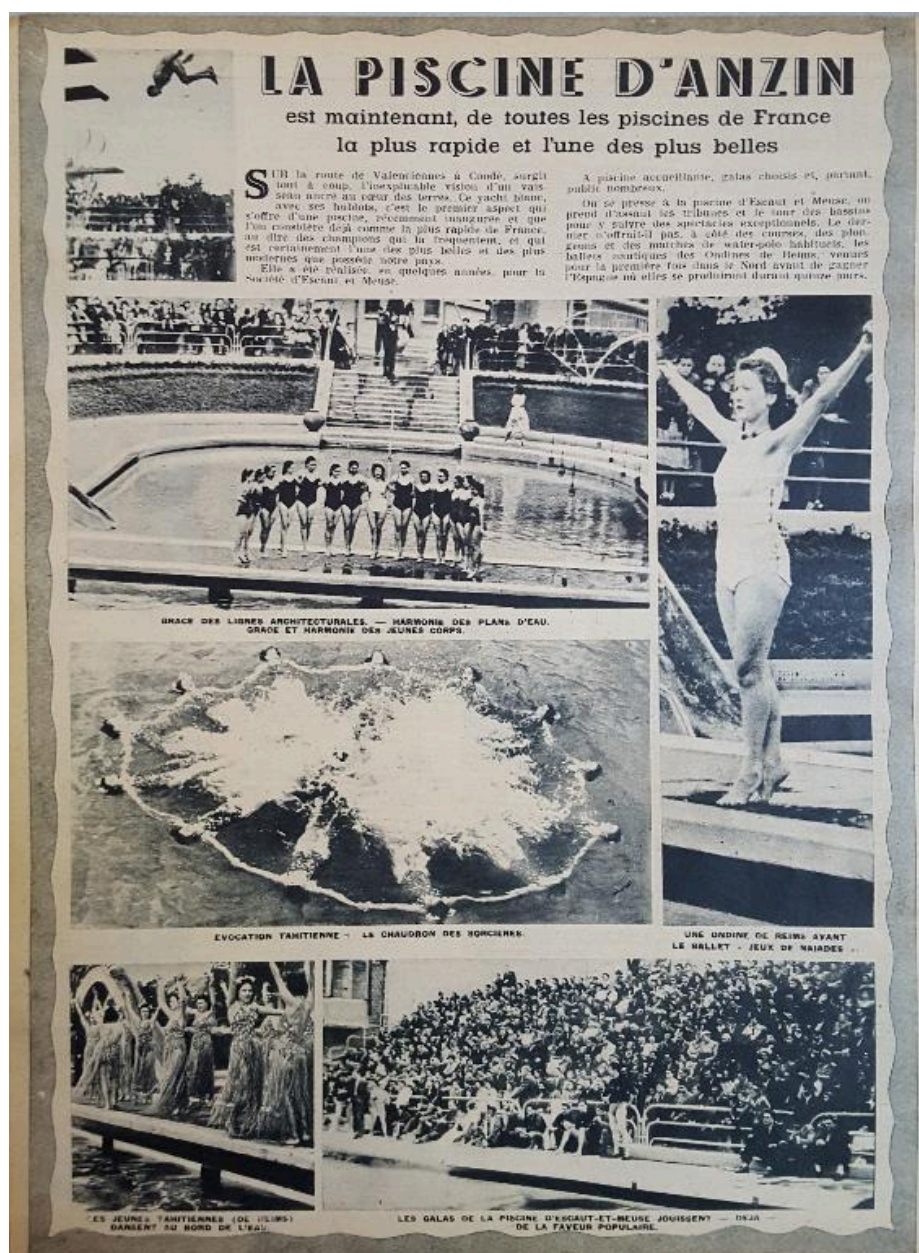 LA PISCINE D'ANZIN
est maintenant, de toutes les piscines de France
la plus rapide et l'une des plus belles
SUR la route de Valenciennes à Condé, surgit
tout à coup, l'inexplicable vision d'un vais-
seau ancré au cœur des terres. Ce yacht blanc,
avec ses hublots, c'est le premier aspect qui
s'offre d'une piscine, récemment inaugurée et que
l'on considère déjà comme la plus rapide de France,
au dire des champions qui la fréquentent, et qui
est certainement l'une des plus belles et des plus
modernes que possède notre pays.
Elle a été réalisée, en quelques années, pour la
Société d'Escaut et Meuse.
A piscine accueillante, galas choisis et, partant,
public nombreux.
On se presse à la piscine d'Escaut et Meuse, on
prend d'assaut les tribunes et le tour des bassins
pour y suivre des spectacles exceptionnels. Le der-
nier n'offrait-il pas, à côté des courses, des plon-
geons et des matches de water-polo habituels, les
ballets nautiques des Ondines de Reims, venues
pour la première fois dans le Nord avant de gagner
l'Espagne où elles se produiront durant quinze jours.
GRACE DES LIGNES ARCHITECTURALES. — HARMONIE DES PLANS D'EAU.
GRACE ET HARMONIE DES JEUNES CORPS.
EVOCATION TAHITIENNE - LE CHAUDRON DES SORCIERES.
UNE ONDINE DE REIMS AVANT
LE BALLET - JEUX DE NAIADES
LES JEUNES TAHITIENNES (DE REIMS)
DANSENT AU BORD DE L'EAU.
LES GALAS DE LA PISCINE D'ESCAUT-ET-MEUSE JOUISSENT — DEJA —
DE LA FAVEUR POPULAIRE.